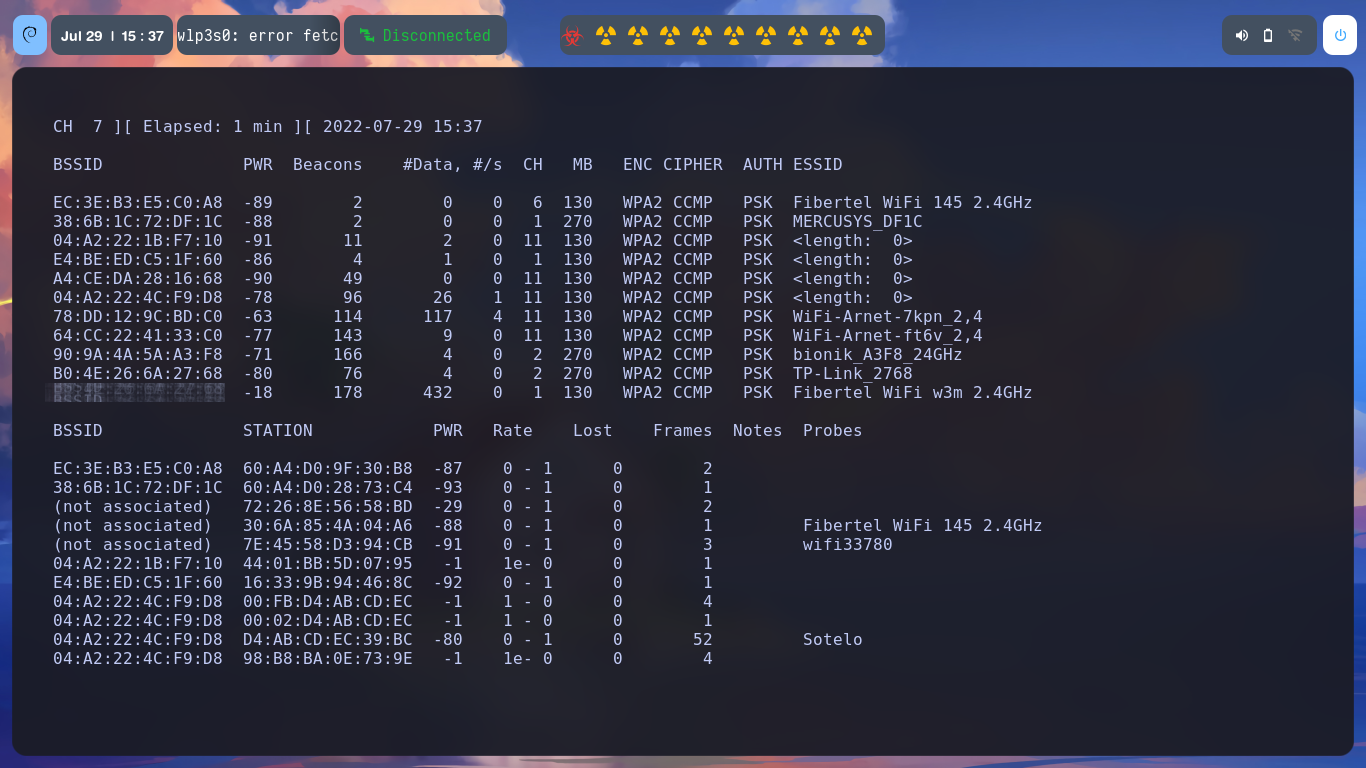 Jul 29 | 15 : 37 wlp3s0: error fetc Disconnected
CH  7 ][ Elapsed: 1 min ][ 2022-07-29 15:37
BSSID PWR Beacons #Data, #/s CH MB ENC CIPHER AUTH ESSID
EC:3E:B3:E5:C0:A8 -89 2 0 0 6 130 WPA2 CCMP PSK Fibertel WiFi 145 2.4GHz
38:6B:1C:72:DF:1C -88 2 0 0 1 270 WPA2 CCMP PSK MERCUSYS_DF1C
04:A2:22:1B:F7:10 -91 11 2 0 11 130 WPA2 CCMP PSK <length:  0>
E4:BE:ED:C5:1F:60 -86 4 1 0 1 130 WPA2 CCMP PSK <length:  0>
A4:CE:DA:28:16:68 -90 49 0 0 11 130 WPA2 CCMP PSK <length:  0>
04:A2:22:4C:F9:D8 -78 96 26 1 11 130 WPA2 CCMP PSK <length:  0>
78:DD:12:9C:BD:C0 -63 114 117 4 11 130 WPA2 CCMP PSK WiFi-Arnet-7kpn_2,4
64:CC:22:41:33:C0 -77 143 9 0 11 130 WPA2 CCMP PSK WiFi-Arnet-ft6v_2,4
90:9A:4A:5A:A3:F8 -71 166 4 0 2 270 WPA2 CCMP PSK bionik_A3F8_24GHz
B0:4E:26:6A:27:68 -80 76 4 0 2 270 WPA2 CCMP PSK TP-Link_2768
-18 178 432 0 1 130 WPA2 CCMP PSK Fibertel WiFi w3m 2.4GHz
BSSID STATION PWR Rate Lost Frames Notes Probes
EC:3E:B3:E5:C0:A8 60:A4:D0:9F:30:B8 -87 0 - 1 0 2
38:6B:1C:72:DF:1C 60:A4:D0:28:73:C4 -93 0 - 1 0 1
(not associated) 72:26:8E:56:58:BD -29 0 - 1 0 2
(not associated) 30:6A:85:4A:04:A6 -88 0 - 1 0 1 Fibertel WiFi 145 2.4GHz
(not associated) 7E:45:58:D3:94:CB -91 0 - 1 0 3 wifi33780
04:A2:22:1B:F7:10 44:01:BB:5D:07:95 -1 1e- 0 0 1
E4:BE:ED:C5:1F:60 16:33:9B:94:46:8C -92 0 - 1 0 1
04:A2:22:4C:F9:D8 00:FB:D4:AB:CD:EC -1 1 - 0 0 4
04:A2:22:4C:F9:D8 00:02:D4:AB:CD:EC -1 1 - 0 0 1
04:A2:22:4C:F9:D8 D4:AB:CD:EC:39:BC -80 0 - 1 0 52 Sotelo
04:A2:22:4C:F9:D8 98:B8:BA:0E:73:9E -1 1e- 0 0 4